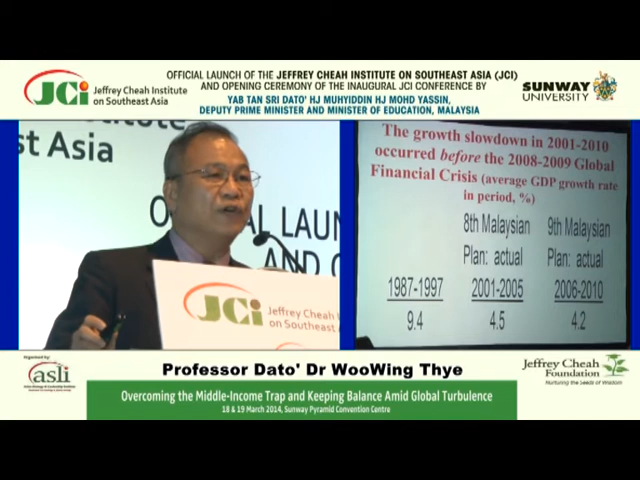 JCi
Jeffrey Cheah Institute
on Southeast Asia
OFFICIAL LAUNCH OF THE JEFFREY CHEAH INSTITUTE ON SOUTHEAST ASIA (JCI)
AND OPENING CEREMONY OF THE INAUGURAL JCI CONFERENCE BY
YAB TAN SRI DATO' HJ MUHYIDDIN HJ MOHD YASSIN,
DEPUTY PRIME MINISTER AND MINISTER OF EDUCATION, MALAYSIA
SUNWAY
UNIVERSITY
st Asia
AL LAUN
JCi
Jeffrey Cheah Ins
on Southeast As
The growth slowdown in 2001-2010
occurred before the 2008-2009 Global
Financial Crisis (average GDP growth rate
in period, %)
8th Malaysian 9th Malaysian
Plan: actual Plan: actual
1987-1997 2001-2005 2006-2010
9.4 4.5 4.2
Organised by:
asli
Professor Dato' Dr WooWing Thye
Overcoming the Middle-Income Trap and Keeping Balance Amid Global Turbulence
18 & 19 March 2014, Sunway Pyramid Convention Centre
Jeffrey Cheah
Foundation
Nurturing the Seeds of Wisdom